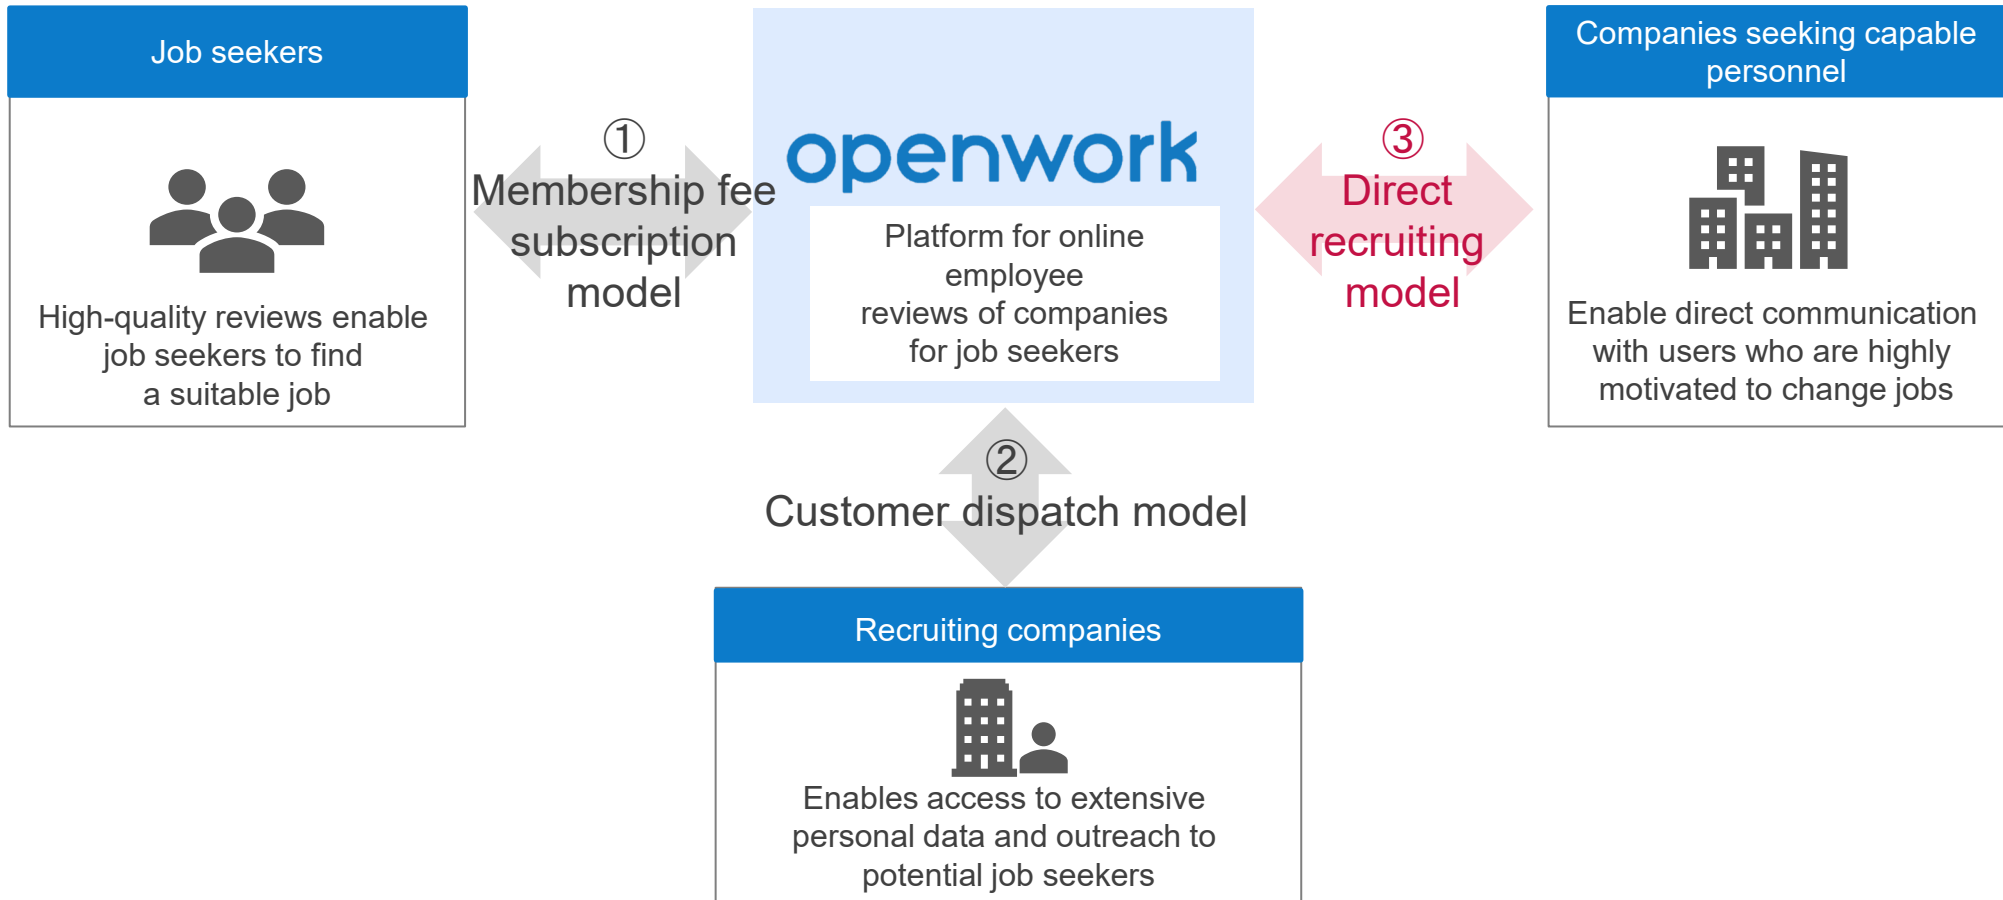 Job seekers
High-quality reviews enable
job seekers to find
a suitable job
①
Membership fee
subscription
model
openwork
Platform for online
employee
reviews of companies
for job seekers
③
Direct
recruiting
model
Companies seeking capable
personnel
Enable direct communication
with users who are highly
motivated to change jobs
②
Customer dispatch model
Recruiting companies
Enables access to extensive
personal data and outreach to
potential job seekers